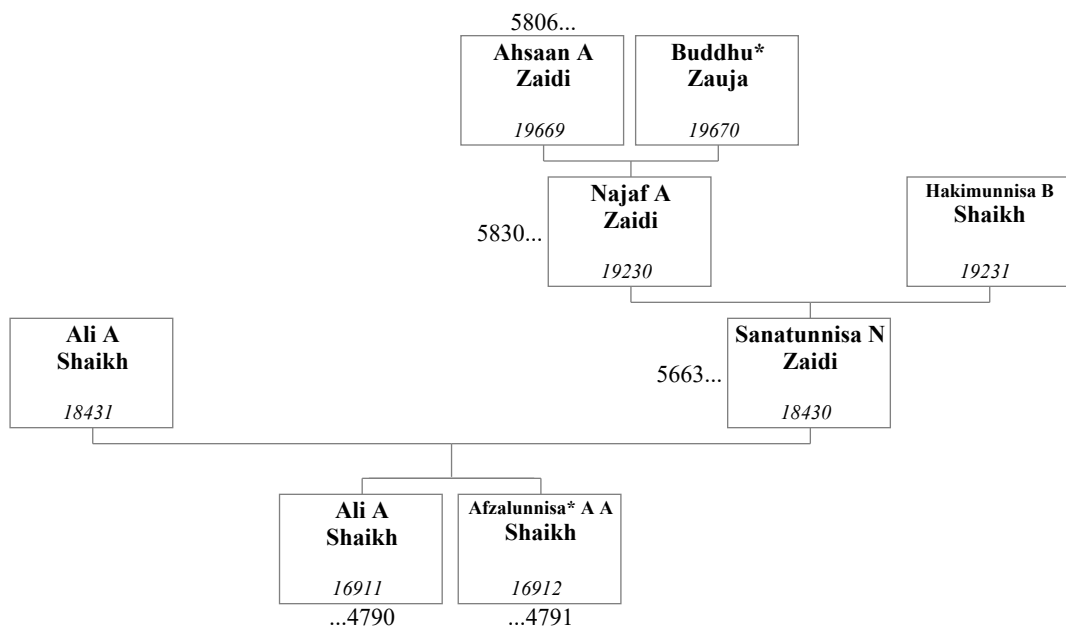 5806...
Ahsaan A
Zaidi
19669
Buddhu*
Zauja
19670
5830...
Najaf A
Zaidi
19230
Hakimunnisa B
Shaikh
19231
Ali A
Shaikh
18431
5663...
Sanatunnisa N
Zaidi
18430
Ali A
Shaikh
16911
...4790
Afzalunnisa* A A
Shaikh
16912
...4791